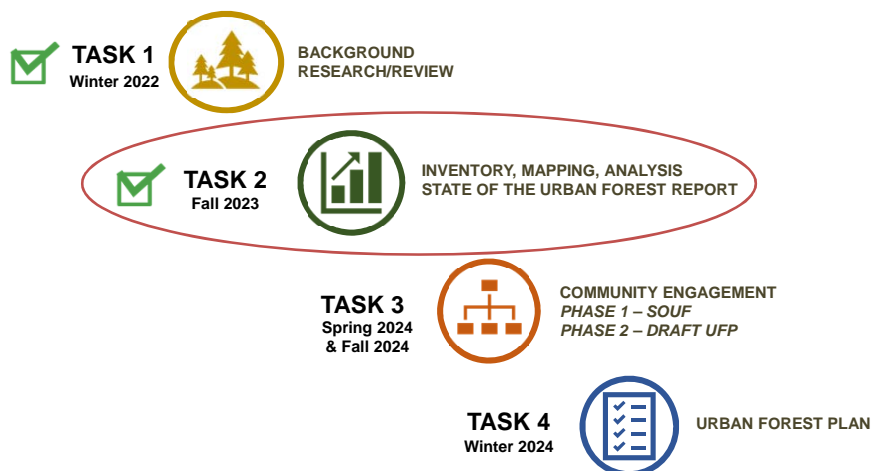 TASK 1
Winter 2022
BACKGROUND
RESEARCH/REVIEW
TASK 2
Fall 2023
INVENTORY, MAPPING, ANALYSIS
STATE OF THE URBAN FOREST REPORT
TASK 3
Spring 2024
& Fall 2024
COMMUNITY ENGAGEMENT
PHASE 1 – SOUF
PHASE 2 – DRAFT UFP
TASK 4
Winter 2024
URBAN FOREST PLAN